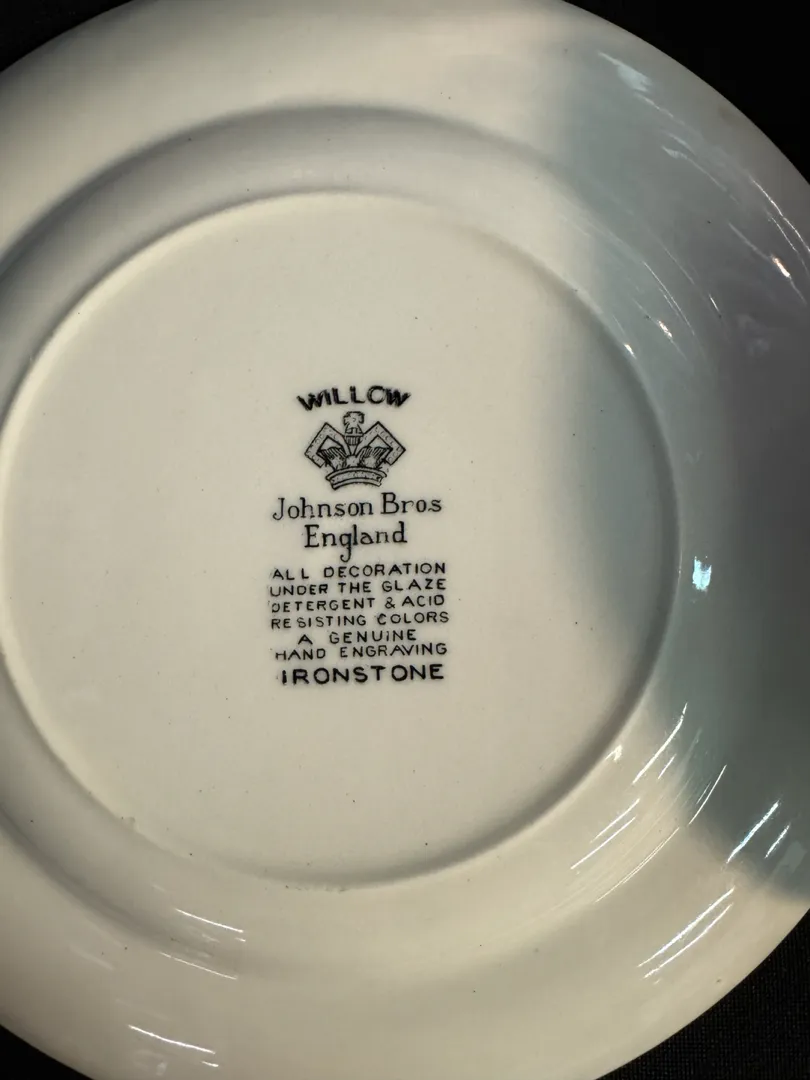 WILLOW
Johnson Bros
England
ALL DECORATION
UNDER THE GLAZE
DETERGENT & ACID
RESISTING COLORS
A GENUINE
HAND ENGRAVING
IRONSTONE